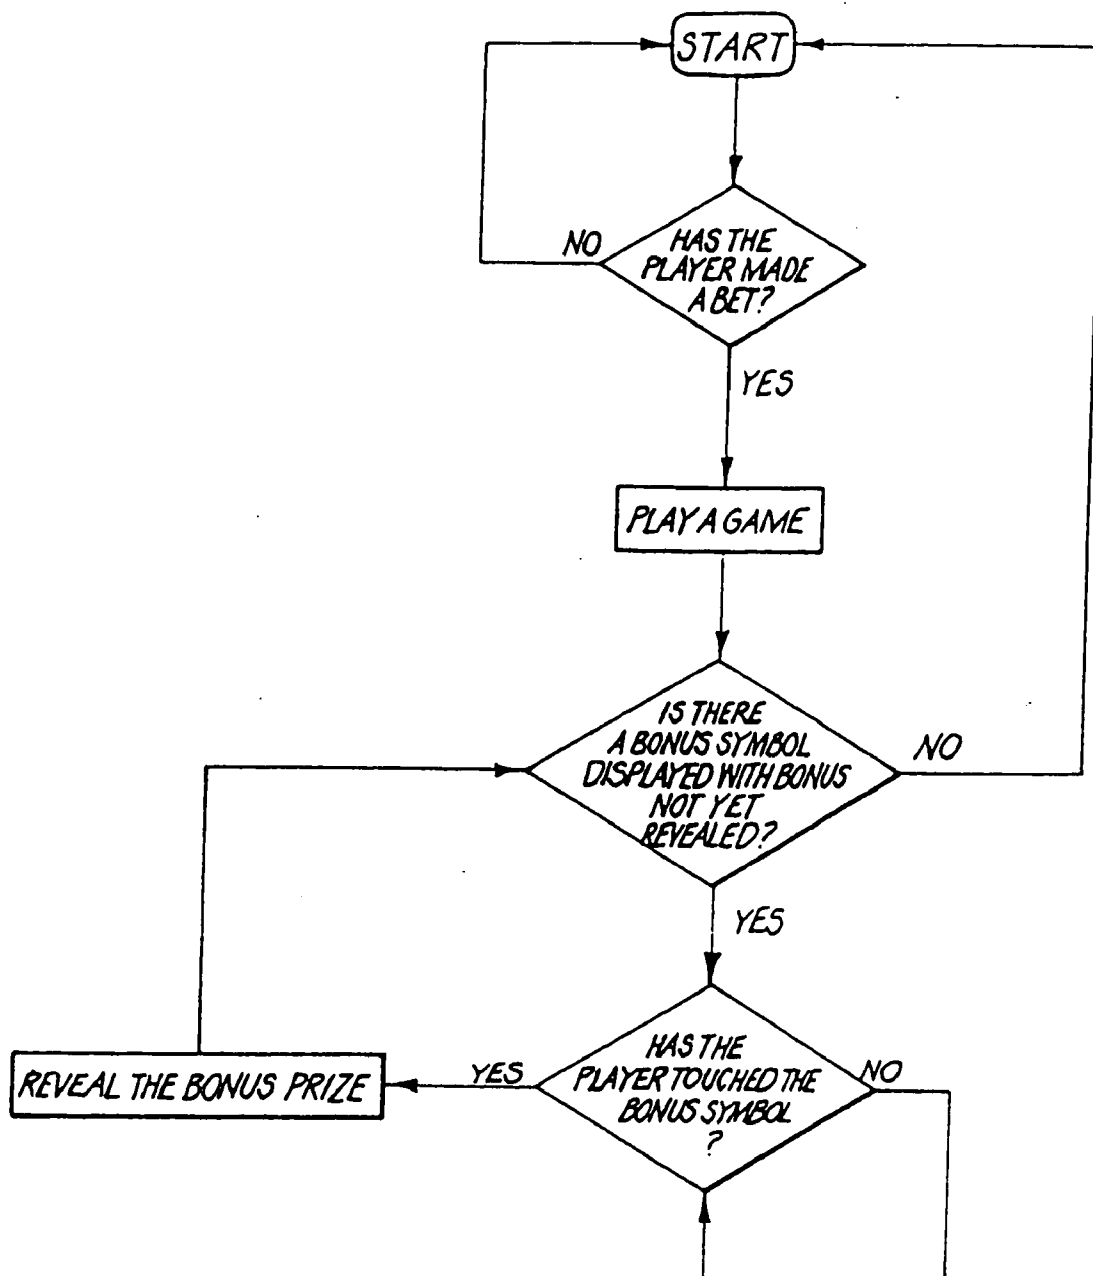 START
NO
HAS THE
PLAYER MADE
A BET?
YES
PLAY A GAME
IS THERE
A BONUS SYMBOL
DISPLAYED WITH BONUS
NOT YET
REVEALED?
NO
YES
HAS THE
PLAYER TOUCHED THE
BONUS SYMBOL
?
YES
NO
REVEAL THE BONUS PRIZE